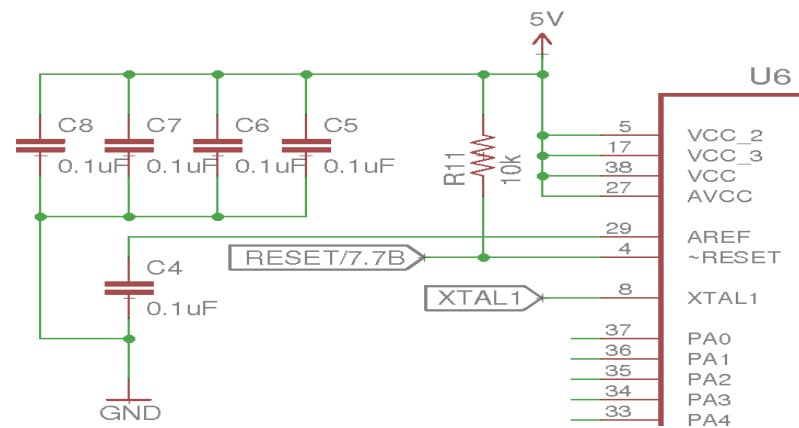 5V
U6
C8
C7
C6
C5
0.1uF
0.1uF
0.1uF
0.1uF
R11
10k
5
VCC_2
17
VCC_3
38
VCC
27
AVCC
29
AREF
RESET/7.7B
4
~RESET
C4
0.1uF
XTAL1
8
XTAL1
37
PA0
36
PA1
35
PA2
34
PA3
33
PA4
GND